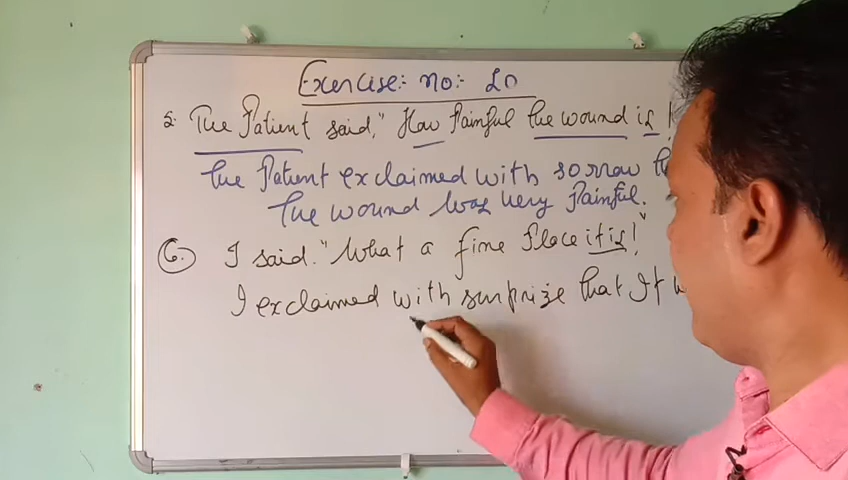 Exercise:- no:- 20
5. The Patient said," How Painful the wound is !
The Patient exclaimed with sorrow
The wound was very Painful.
6. I said." What a fine Place it is!"
I exclaimed with surprize that It